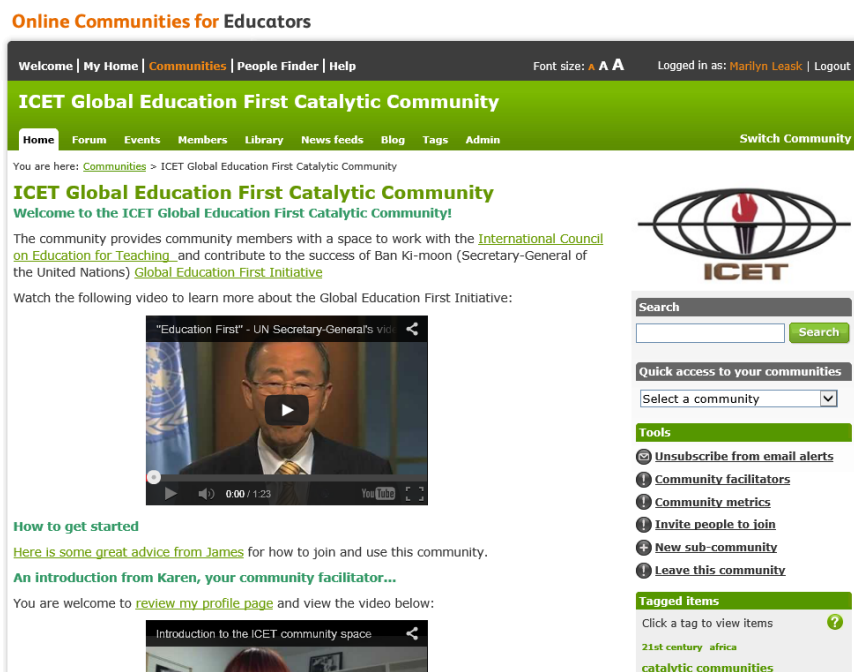 Online Communities for Educators
Welcome | My Home | Communities | People Finder | Help
Font size: A A A
Logged in as: Marilyn Leask | Logout
ICET Global Education First Catalytic Community
Home Forum Events Members Library News feeds Blog Tags Admin
Switch Community
You are here: Communities > ICET Global Education First Catalytic Community
ICET Global Education First Catalytic Community
Welcome to the ICET Global Education First Catalytic Community!
The community provides community members with a space to work with the International Council
on Education for Teaching and contribute to the success of Ban Ki-moon (Secretary-General of
the United Nations) Global Education First Initiative
Watch the following video to learn more about the Global Education First Initiative:
"Education First" - UN Secretary-General's
0:00 / 1:23
YouTube
How to get started
Here is some great advice from James for how to join and use this community.
An introduction from Karen, your community facilitator...
You are welcome to review my profile page and view the video below:
Introduction to the ICET community space
ICET
Search
Search
Quick access to your communities
Select a community
Tools
Unsubscribe from email alerts
Community facilitators
Community metrics
Invite people to join
New sub-community
Leave this community
Tagged items
Click a tag to view items ?
21st century africa
catalytic communities